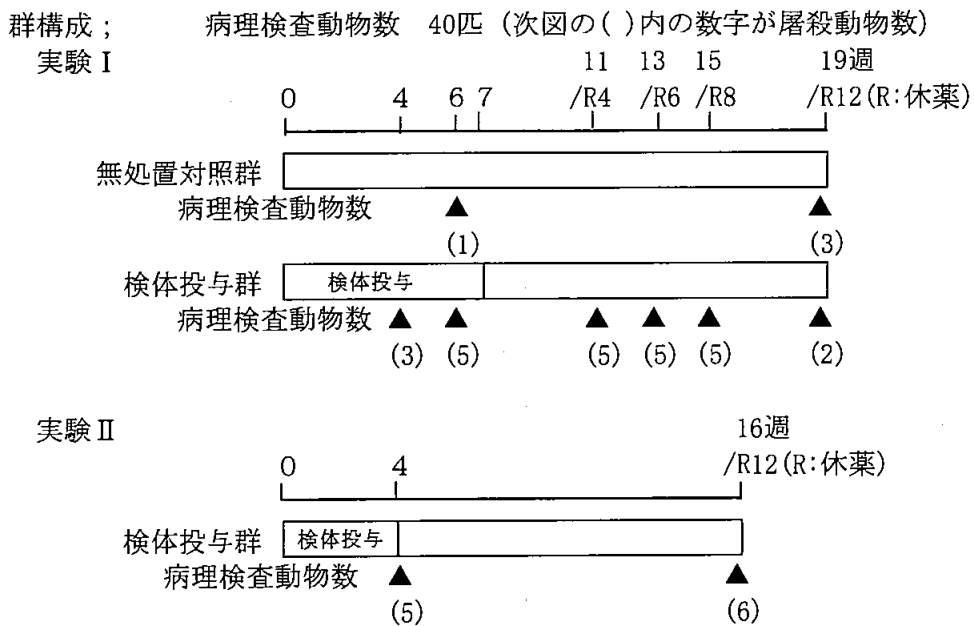 群構成; 病理検査動物数 40匹 (次図の( )内の数字が屠殺動物数)
実験Ⅰ 11 13 15 19週
0 4 6 7 /R4 /R6 /R8 /R12(R:休薬)
無処置対照群
病理検査動物数 ▲ ▲
(1) (3)
検体投与群 検体投与
病理検査動物数 ▲ ▲ ▲ ▲ ▲ ▲
(3) (5) (5) (5) (5) (2)
実験Ⅱ 16週
0 4 /R12(R:休薬)
検体投与群 検体投与
病理検査動物数 ▲ ▲
(5) (6)